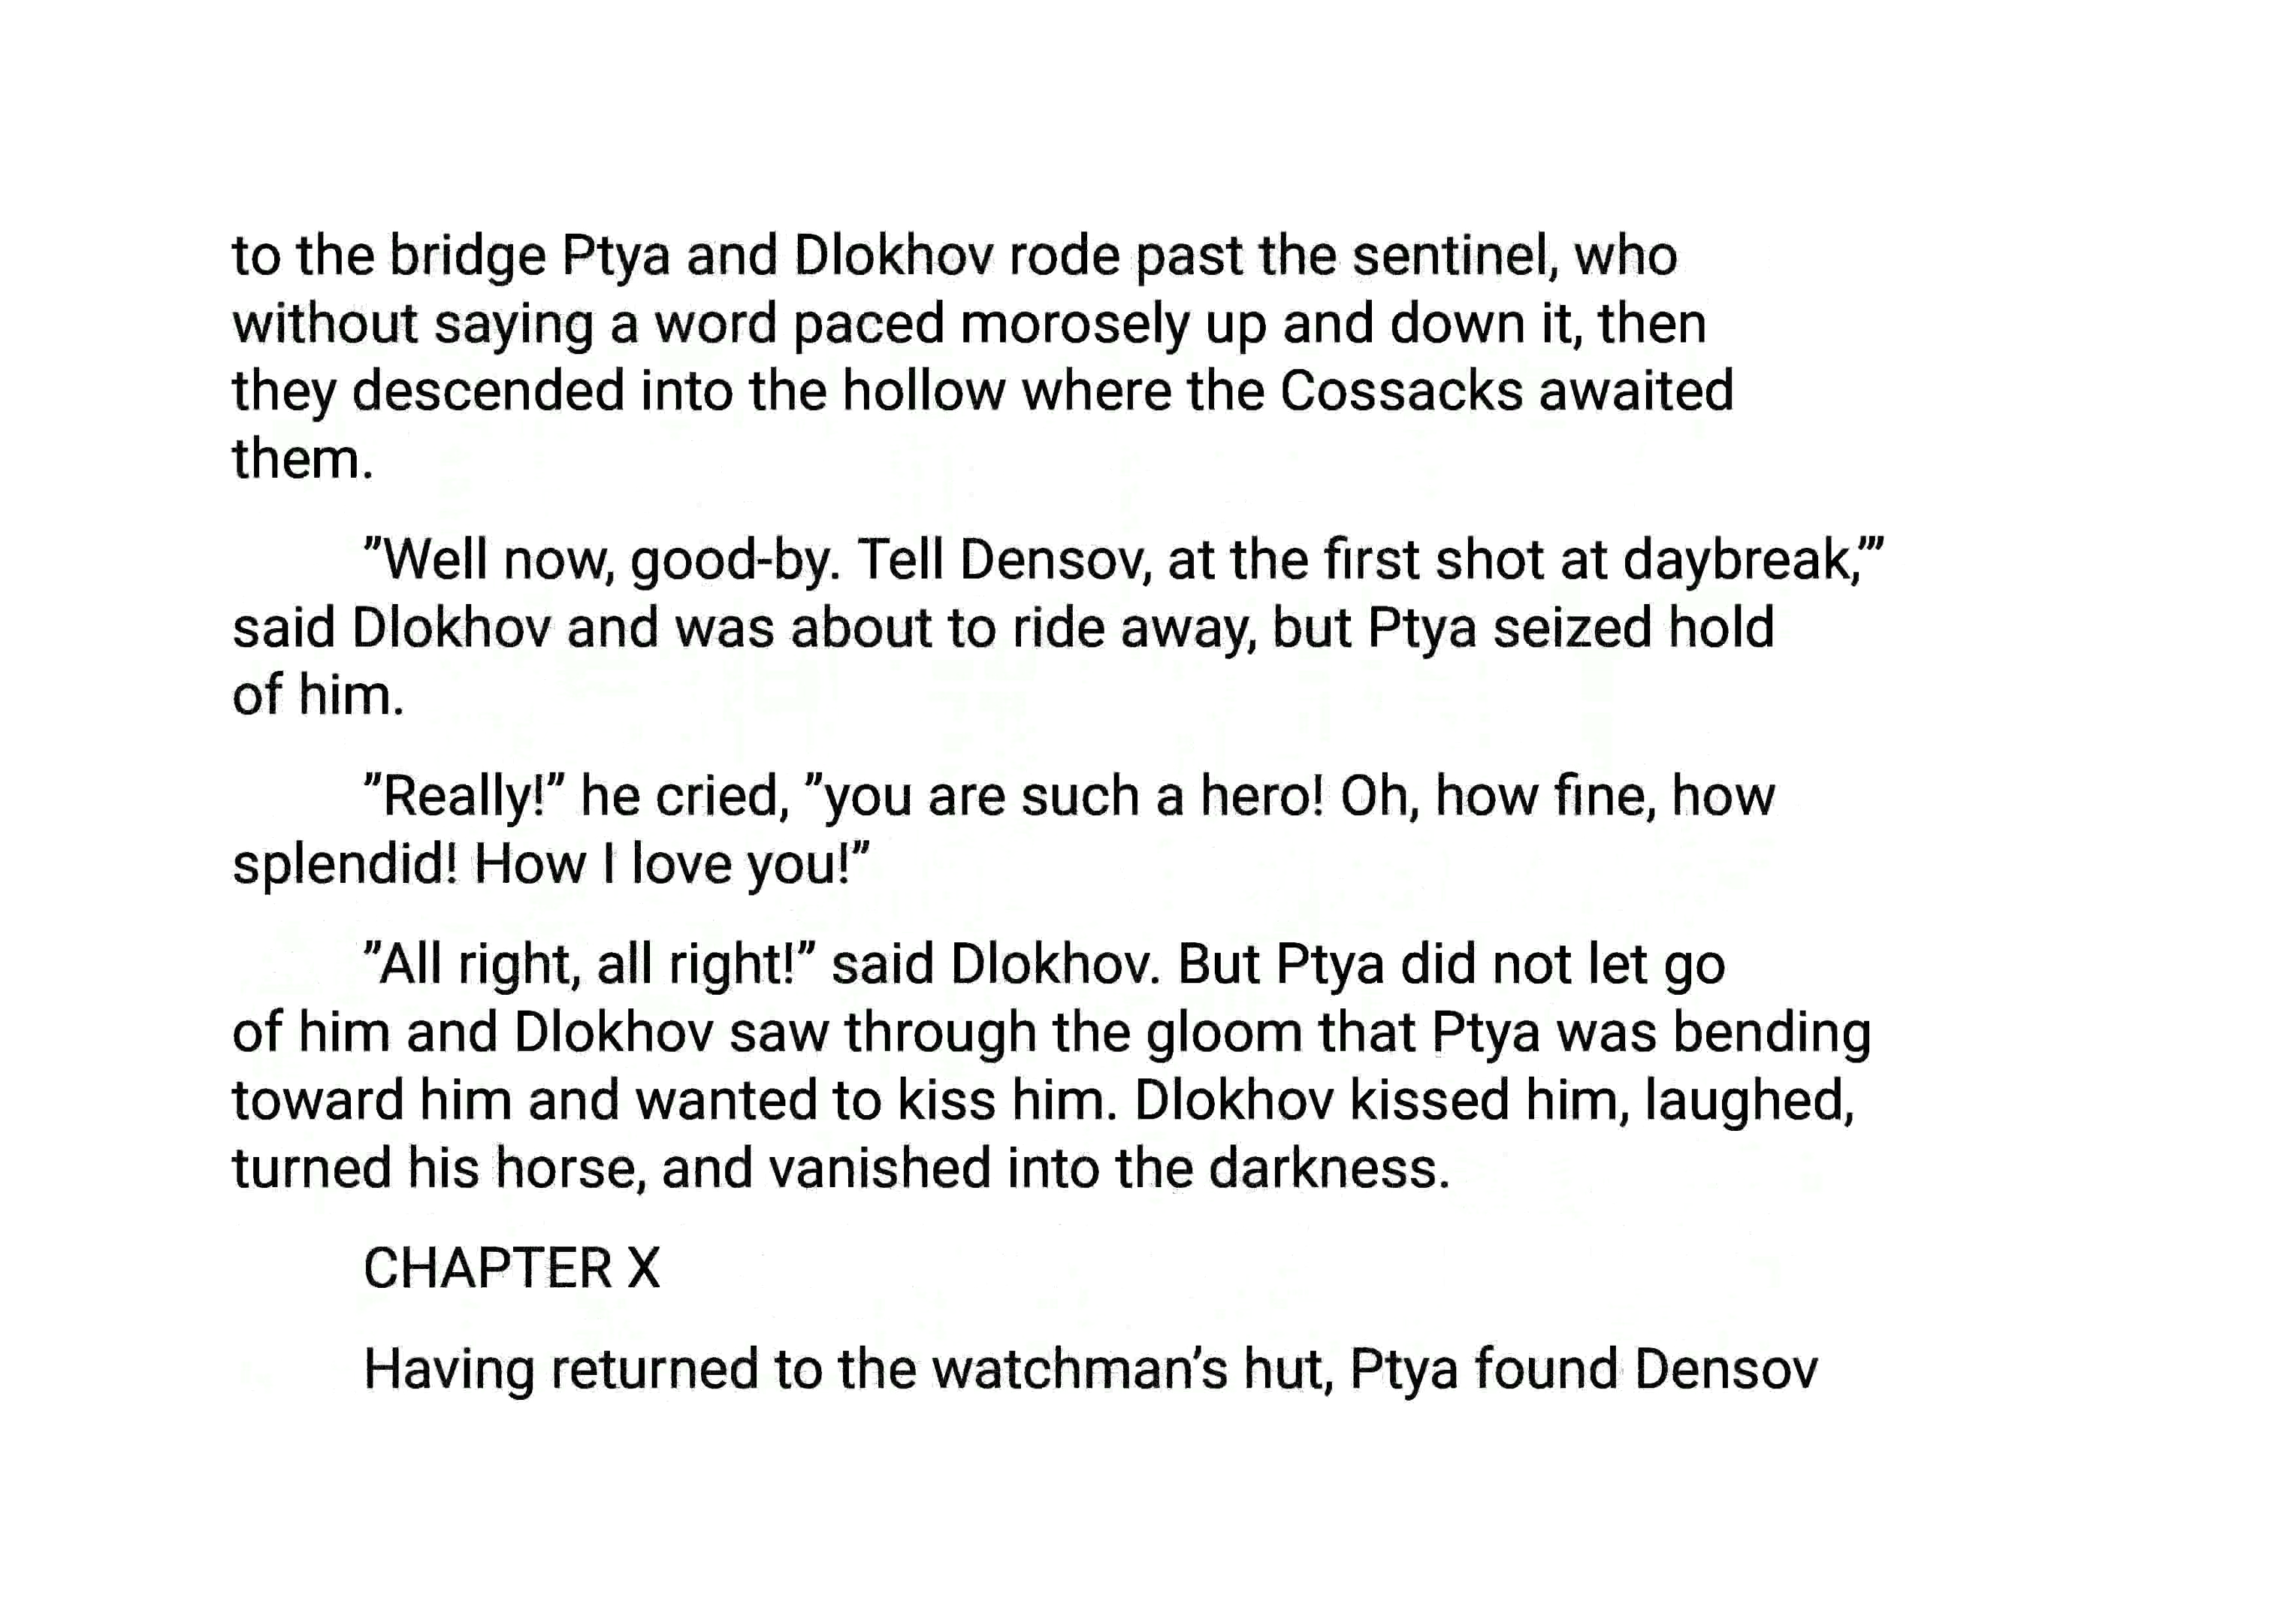 to the bridge Ptya and Dlokhov rode past the sentinel, who
without saying a word paced morosely up and down it, then
they descended into the hollow where the Cossacks awaited
them.
”Well now, good-by. Tell Densov, at the first shot at daybreak,”’
said Dlokhov and was about to ride away, but Ptya seized hold
of him.
”Really!” he cried, ”you are such a hero! Oh, how fine, how
splendid! How I love you!”
”All right, all right!” said Dlokhov. But Ptya did not let go
of him and Dlokhov saw through the gloom that Ptya was bending
toward him and wanted to kiss him. Dlokhov kissed him, laughed,
turned his horse, and vanished into the darkness.
CHAPTER X
Having returned to the watchman’s hut, Ptya found Densov